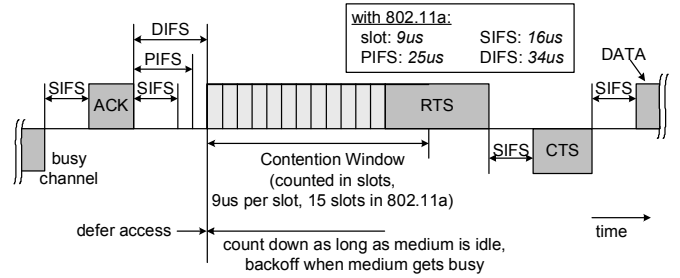 with 802.11a:
slot: 9us SIFS: 16us
PIFS: 25us DIFS: 34us
DIFS
PIFS
SIFS
ACK
SIFS
RTS
SIFS
DATA
SIFS
CTS
busy
channel
Contention Window
(counted in slots,
9us per slot, 15 slots in 802.11a)
defer access
count down as long as medium is idle,
backoff when medium gets busy
time